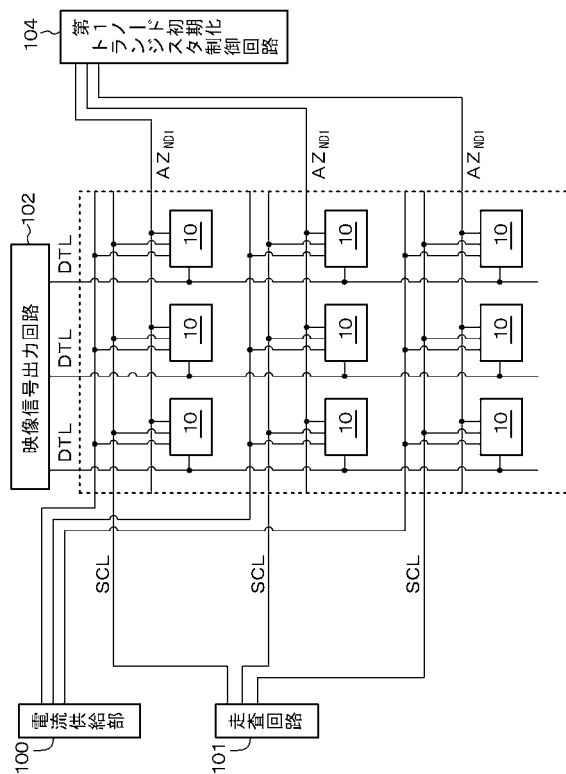 102
映像信号出力回路
DTL
DTL
DTL
104
第1ノード初期化
トランジスタ制御回路
100
電流供給部
101
走査回路
SCL
SCL
SCL
AZND1
AZND1
AZND1
10
10
10
10
10
10
10
10
10